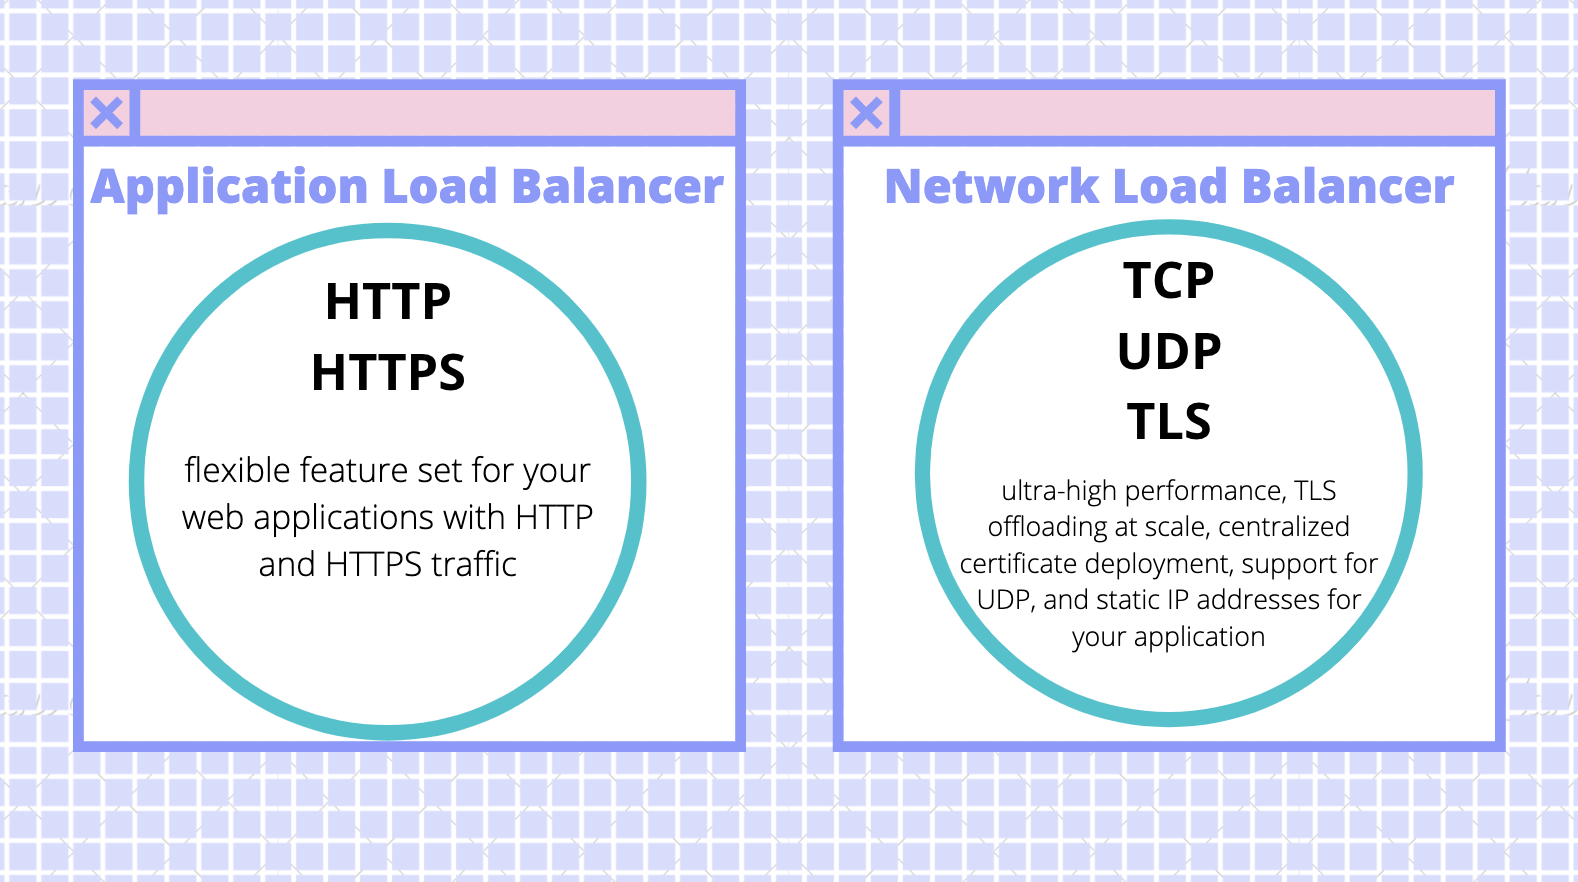 Application Load Balancer
HTTP
HTTPS
flexible feature set for your
web applications with HTTP
and HTTPS traffic
Network Load Balancer
TCP
UDP
TLS
ultra-high performance, TLS
offloading at scale, centralized
certificate deployment, support for
UDP, and static IP addresses for
your application